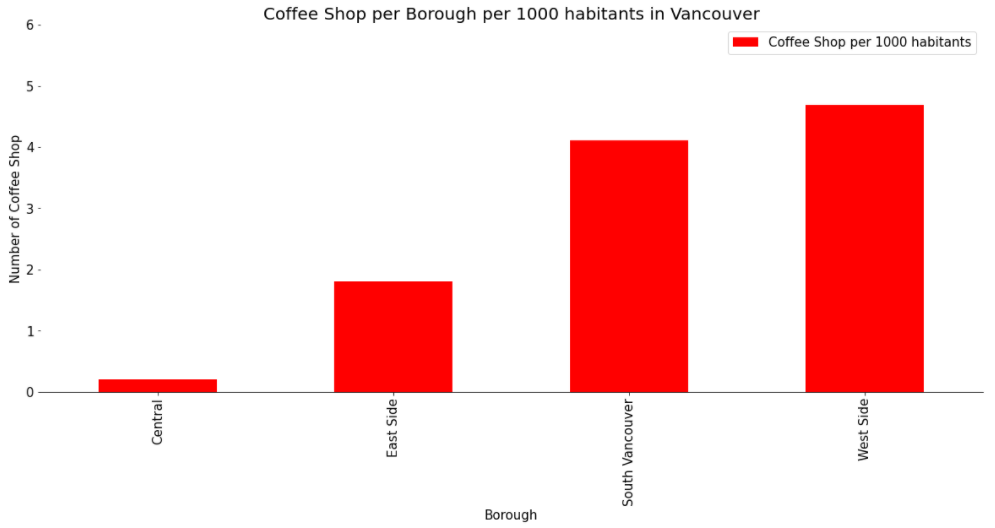 Coffee Shop per Borough per 1000 habitants in Vancouver
Coffee Shop per 1000 habitants
Number of Coffee Shop
6
5
4
3
2
1
0
Central
East Side
South Vancouver
West Side
Borough